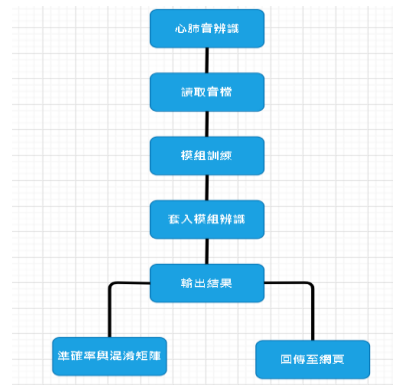 心肺音辨識
讀取音檔
模組訓練
套入模組辨識
輸出結果
準確率與混淆矩陣
回傳至網頁